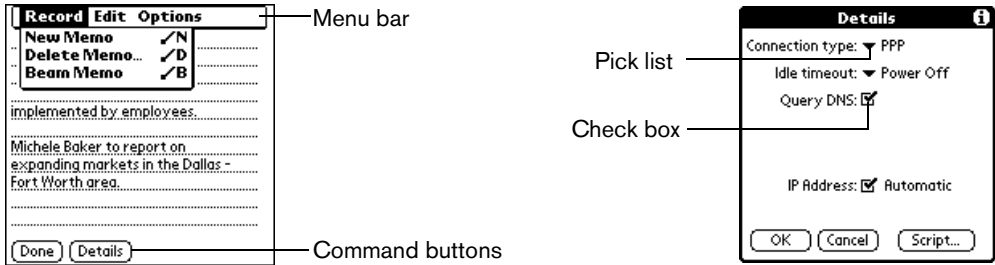 Record Edit Options
New Memo ⁄N
Delete Memo... ⁄D
Beam Memo ⁄B
implemented by employees.
Michele Baker to report on
expanding markets in the Dallas -
Fort Worth area.
Done Details
Menu bar
Command buttons
Details i
Connection type: PPP
Idle timeout: Power Off
Query DNS:
IP Address: Automatic
OK Cancel Script...
Pick list
Check box